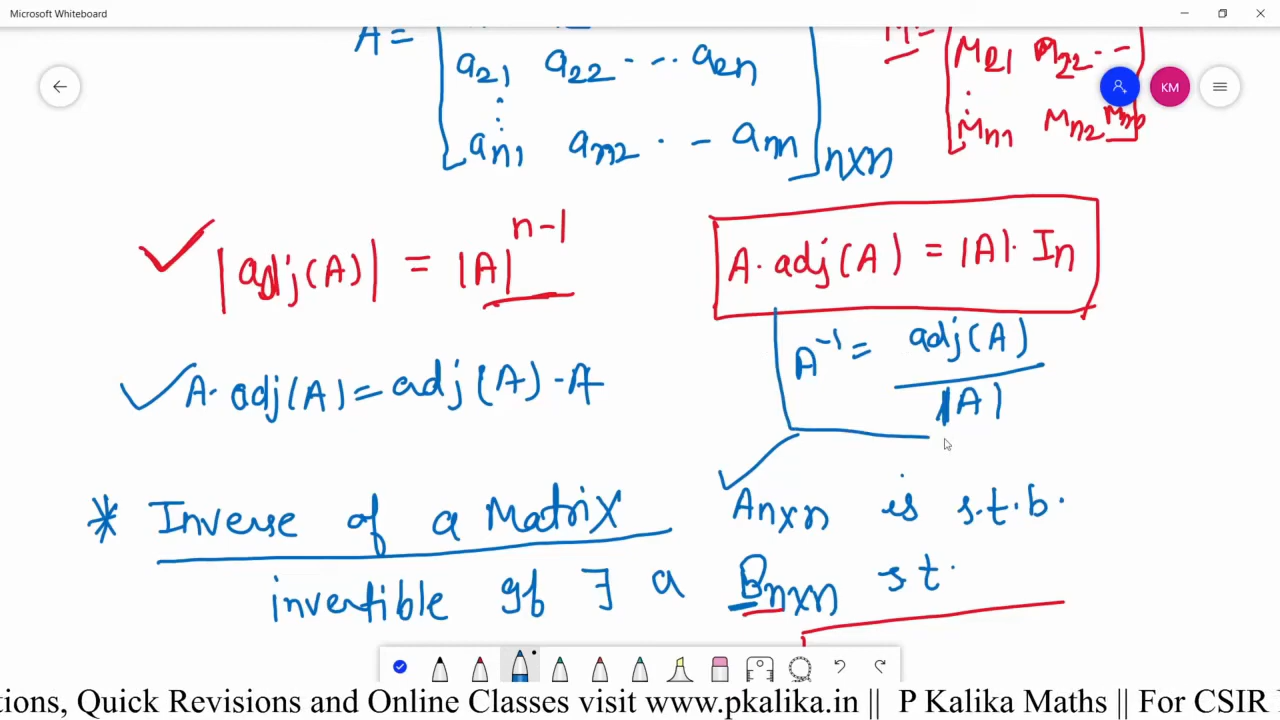 Microsoft Whiteboard
A =
M =
a21 a22 ... a2n
M21 M22 ...
KM
an1 an2 . - ann nxn
Mn1 Mn2 Mnn
|adj(A)| = |A|^n-1
A. adj(A) = |A|. In
A^-1 = adj(A) / |A|
A. adj(A) = adj(A) . A
* Inverse of a Matrix
Anxn is s.t.b.
invertible if ∃ a Bnxn s t.
tions, Quick Revisions and Online Classes visit www.pkalika.in || P Kalika Maths || For CSIR